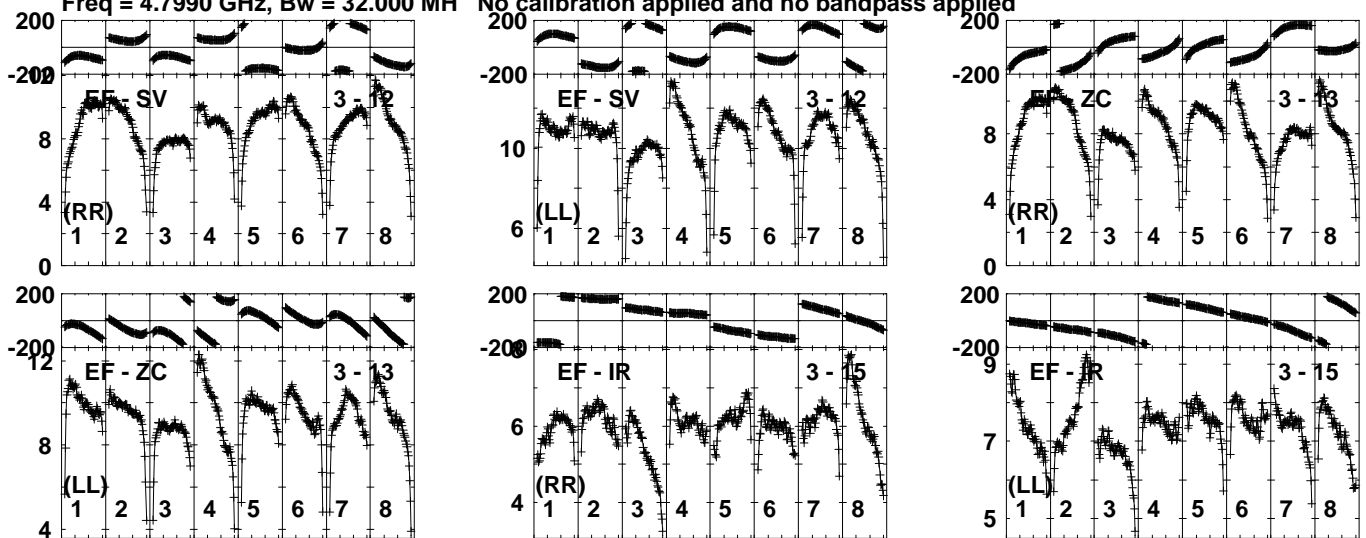 Freq = 4.7990 GHz, Bw = 32.000 MH No calibration applied and no bandpass applied
200
-200
12
8
4
0
EF - SV 3 - 12
(RR)
1 2 3 4 5 6 7 8
200
-200
10
6
EF - SV 3 - 12
(LL)
1 2 3 4 5 6 7 8
200
-200
8
4
0
EF - ZC 3 - 13
(RR)
1 2 3 4 5 6 7 8
200
-200
12
8
4
EF - ZC 3 - 13
(LL)
1 2 3 4 5 6 7 8
200
-200
8
6
4
EF - IR 3 - 15
(RR)
1 2 3 4 5 6 7 8
200
-200
9
7
5
EF - IR 3 - 15
(LL)
1 2 3 4 5 6 7 8